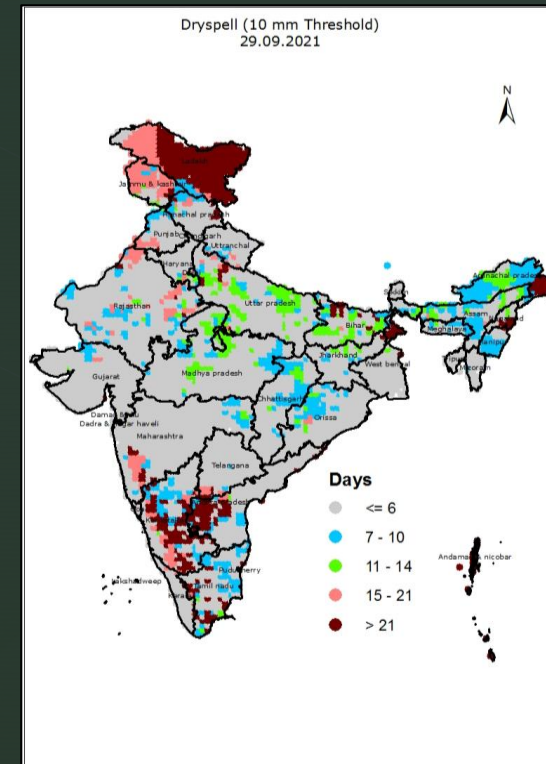 Dryspell (10 mm Threshold)
29.09.2021
N
Ladakh
Jammu & kashmir
Himachal pradesh
Punjab
Chandigarh
Uttranchal
Haryana
Arunachal pradesh
Sikkim
Rajasthan
Uttar pradesh
Assam
Nagaland
Bihar
Meghalaya
Manipur
Jharkhand
Tripura
Mizoram
West bengal
Gujarat
Madhya pradesh
Chhattisgarh
Orissa
Daman & diu
Dadra & nagar haveli
Maharashtra
Telangana
Days
<= 6
7 - 10
11 - 14
15 - 21
> 21
Andaman & nicobar
Puducherry
Lakshadweep
Tamil nadu